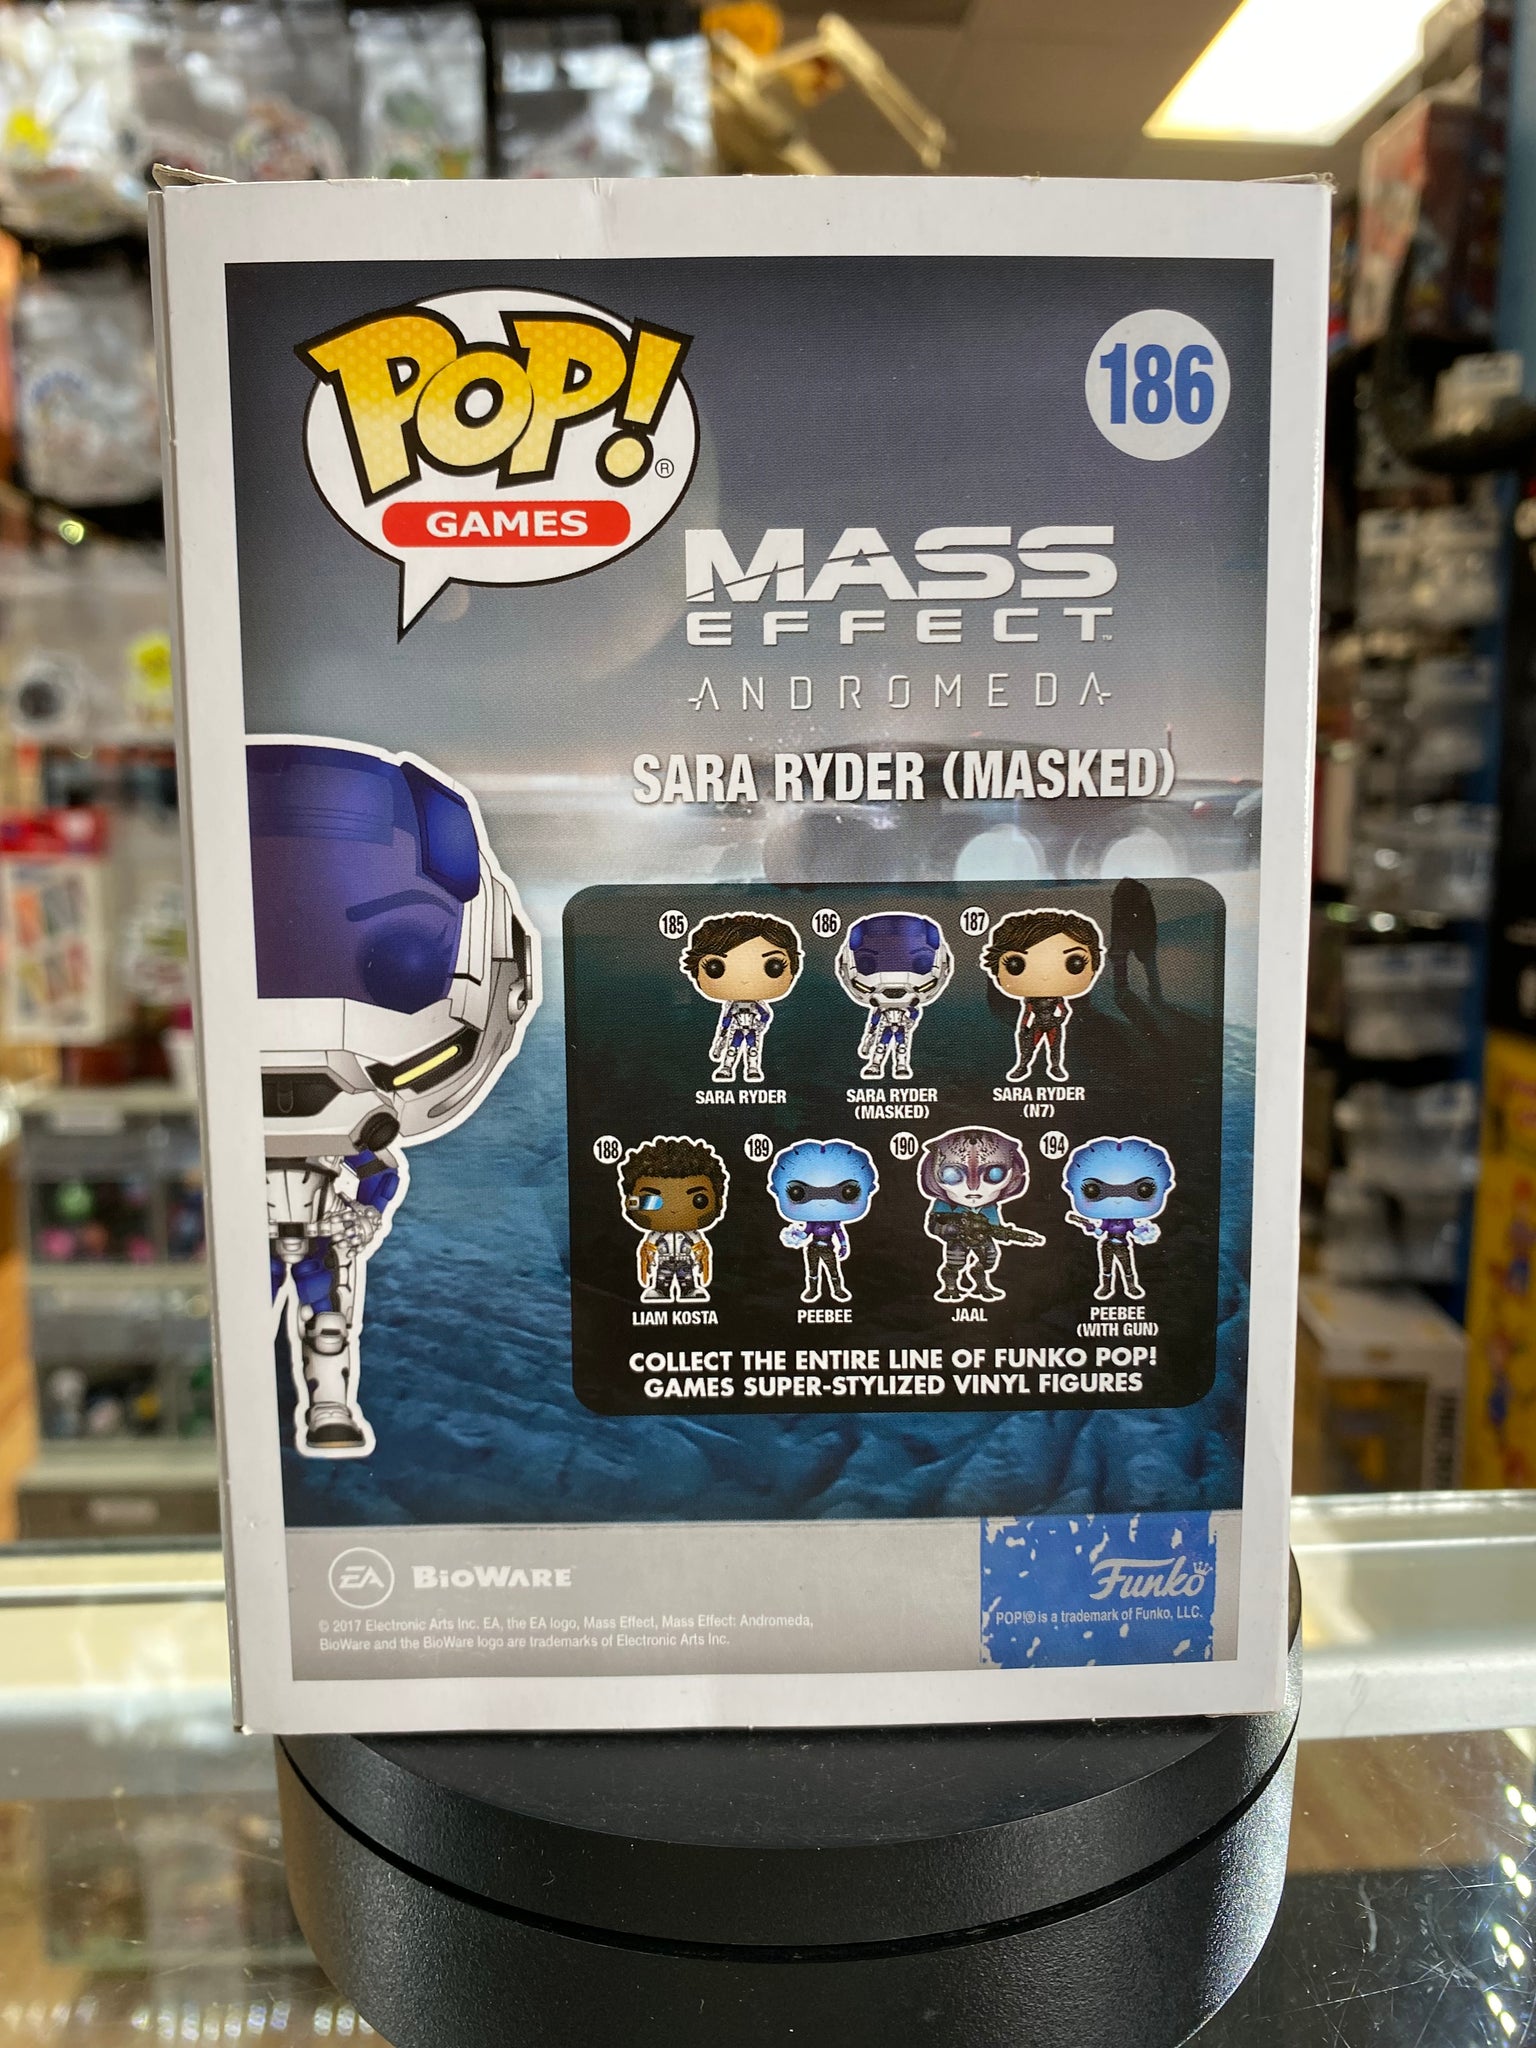 POP!®
GAMES
186
MASS
EFFECT™
ANDROMEDA
SARA RYDER (MASKED)
185
186
187
SARA RYDER
SARA RYDER
(MASKED)
SARA RYDER
(N7)
188
189
190
194
LIAM KOSTA
PEEBEE
JAAL
PEEBEE
(WITH GUN)
COLLECT THE ENTIRE LINE OF FUNKO POP!
GAMES SUPER-STYLIZED VINYL FIGURES
EA
BIOWARE™
© 2017 Electronic Arts Inc. EA, the EA logo, Mass Effect, Mass Effect: Andromeda,
BioWare and the BioWare logo are trademarks of Electronic Arts Inc.
Funko
POP!® is a trademark of Funko, LLC.